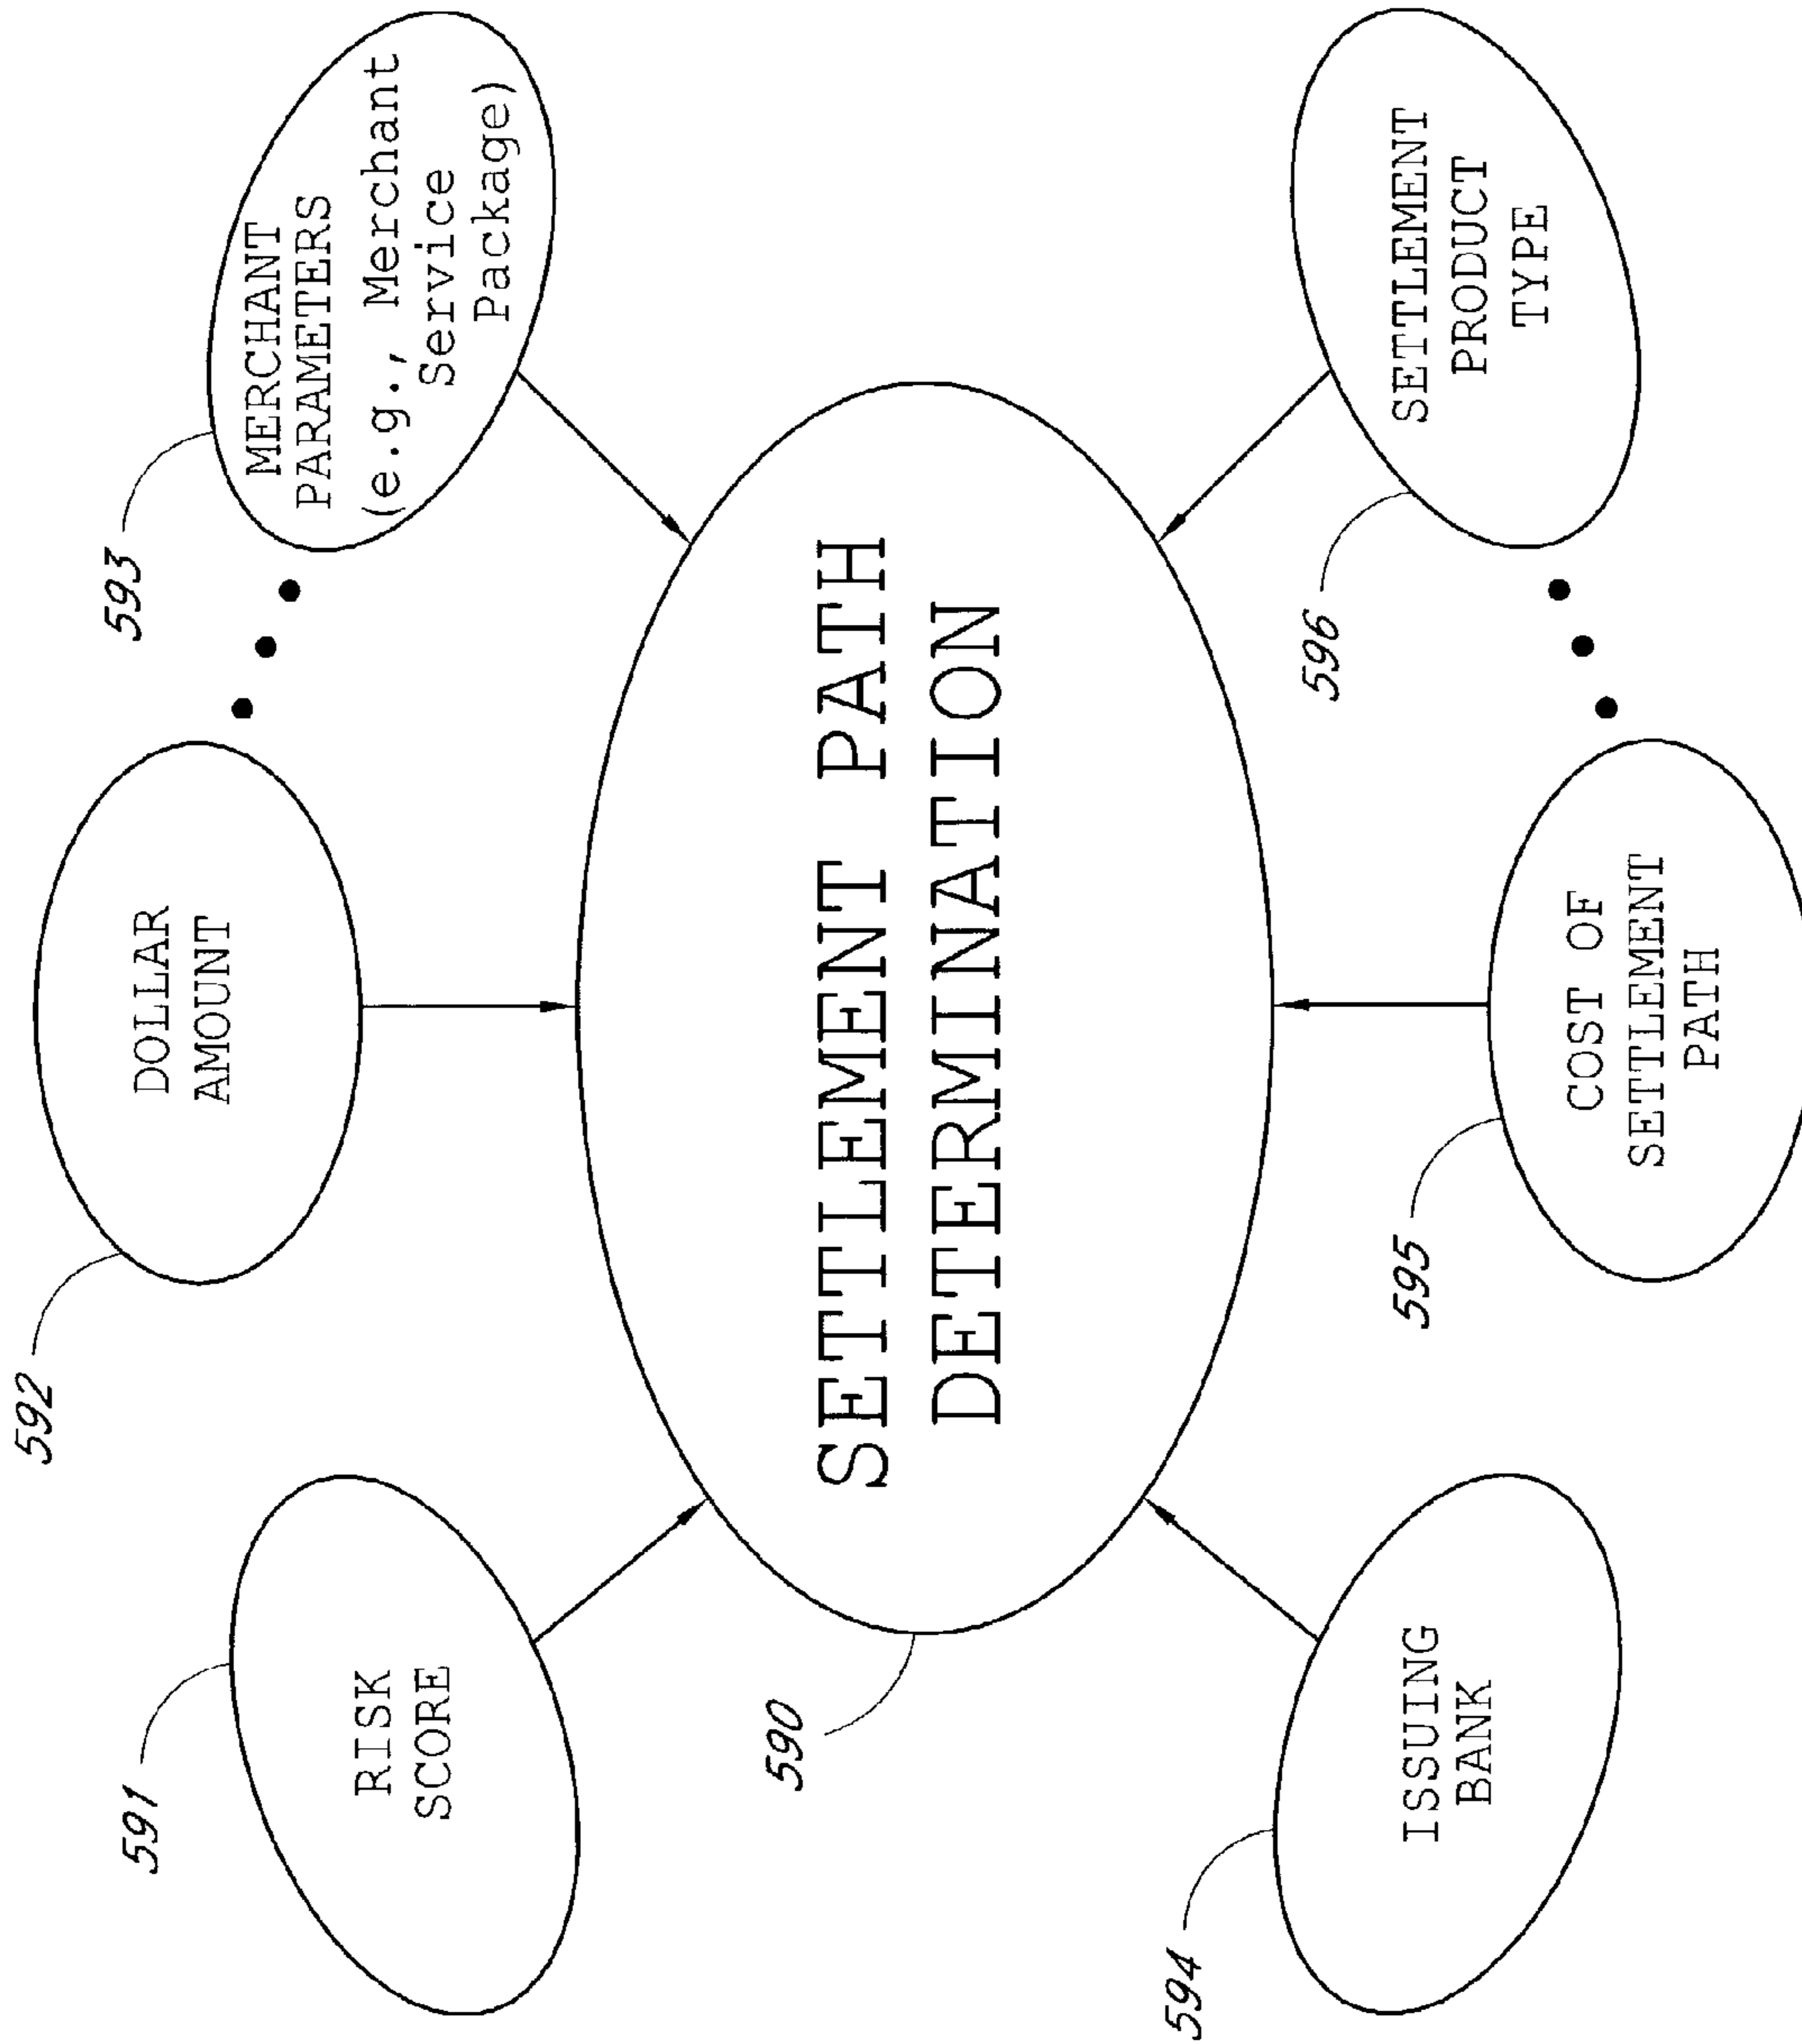 591
RISK
SCORE
592
DOLLAR
AMOUNT
593
MERCHANT
PARAMETERS
(e.g., Merchant
Service
Package)
590
SETTLEMENT PATH
DETERMINATION
594
ISSUING
BANK
595
COST OF
SETTLEMENT
PATH
596
SETTLEMENT
PRODUCT
TYPE